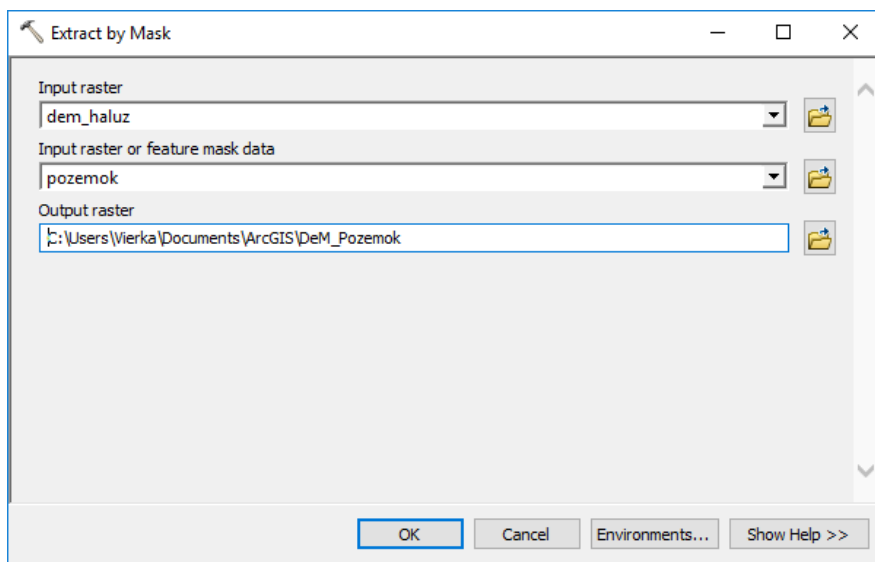 Extract by Mask
Input raster
dem_haluz
Input raster or feature mask data
pozemok
Output raster
C:\Users\Vierka\Documents\ArcGIS\DeM_Pozemok
OK Cancel Environments... Show Help >>